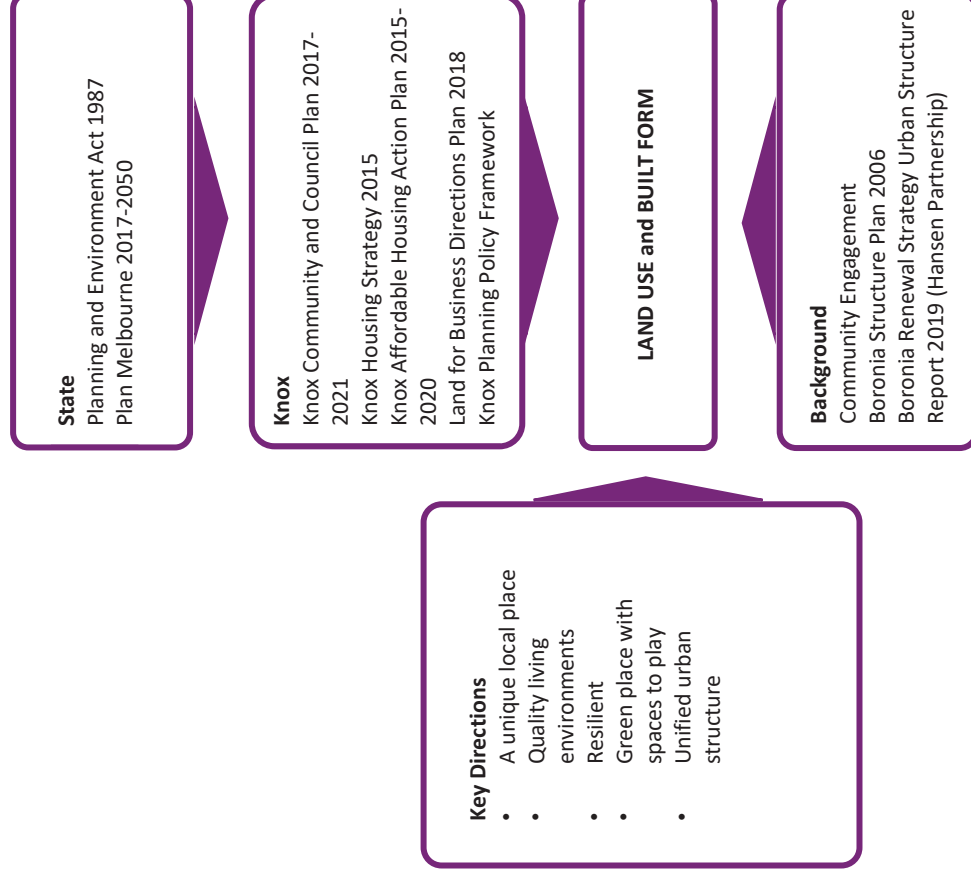 State
Planning and Environment Act 1987
Plan Melbourne 2017-2050
Knox
Knox Community and Council Plan 2017-
2021
Knox Housing Strategy 2015
Knox Affordable Housing Action Plan 2015-
2020
Land for Business Directions Plan 2018
Knox Planning Policy Framework
LAND USE and BUILT FORM
Background
Community Engagement
Boronia Structure Plan 2006
Boronia Renewal Strategy Urban Structure
Report 2019 (Hansen Partnership)
Key Directions
• A unique local place
• Quality living
environments
• Resilient
• Green place with
spaces to play
• Unified urban
structure